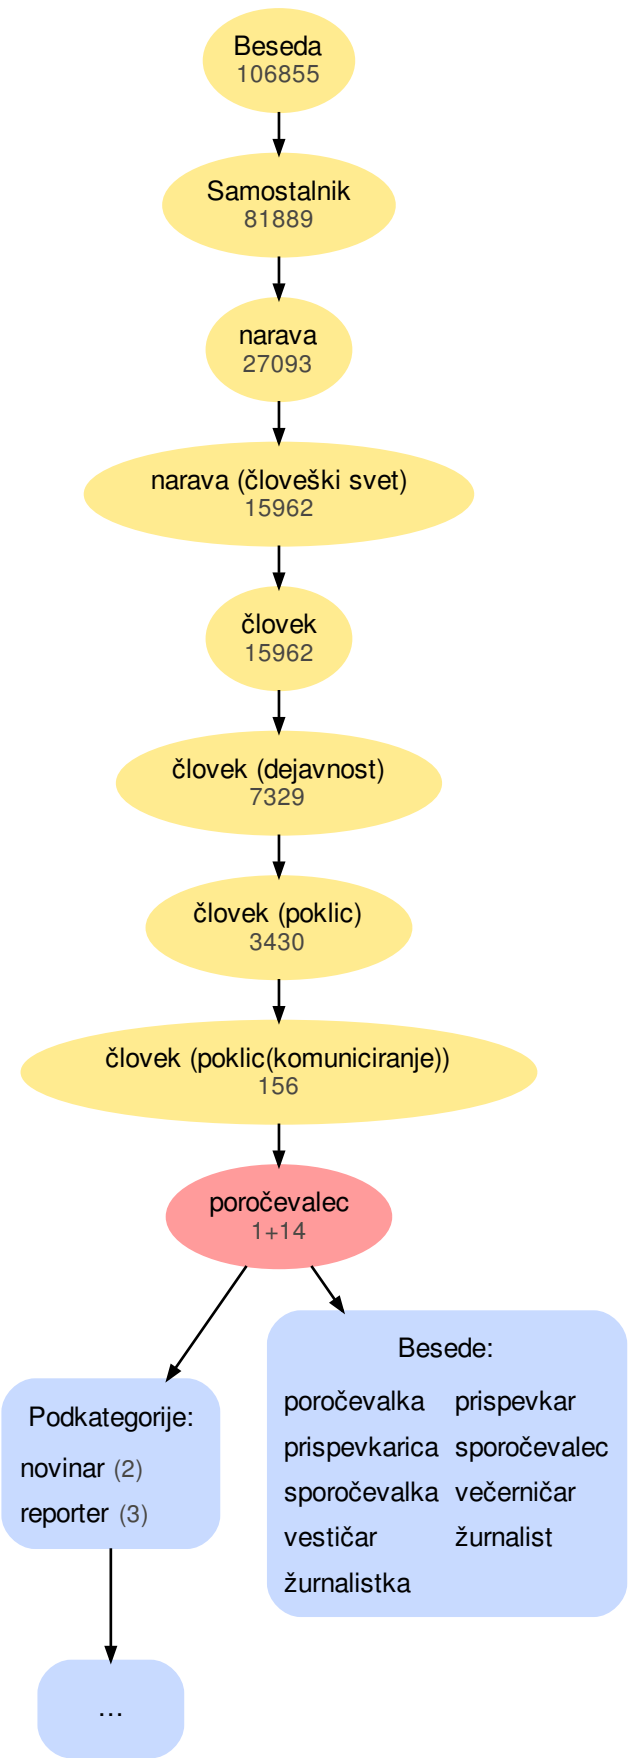 Beseda
106855
Samostalnik
81889
narava
27093
narava (človeški svet)
15962
človek
15962
človek (dejavnost)
7329
človek (poklic)
3430
človek (poklic(komuniciranje))
156
poročevalec
1+14
Podkategorije:
novinar (2)
reporter (3)
...
Besede:
poročevalka prispevkar
prispevkarica sporočevalec
sporočevalka večerničar
vestičar žurnalist
žurnalistka